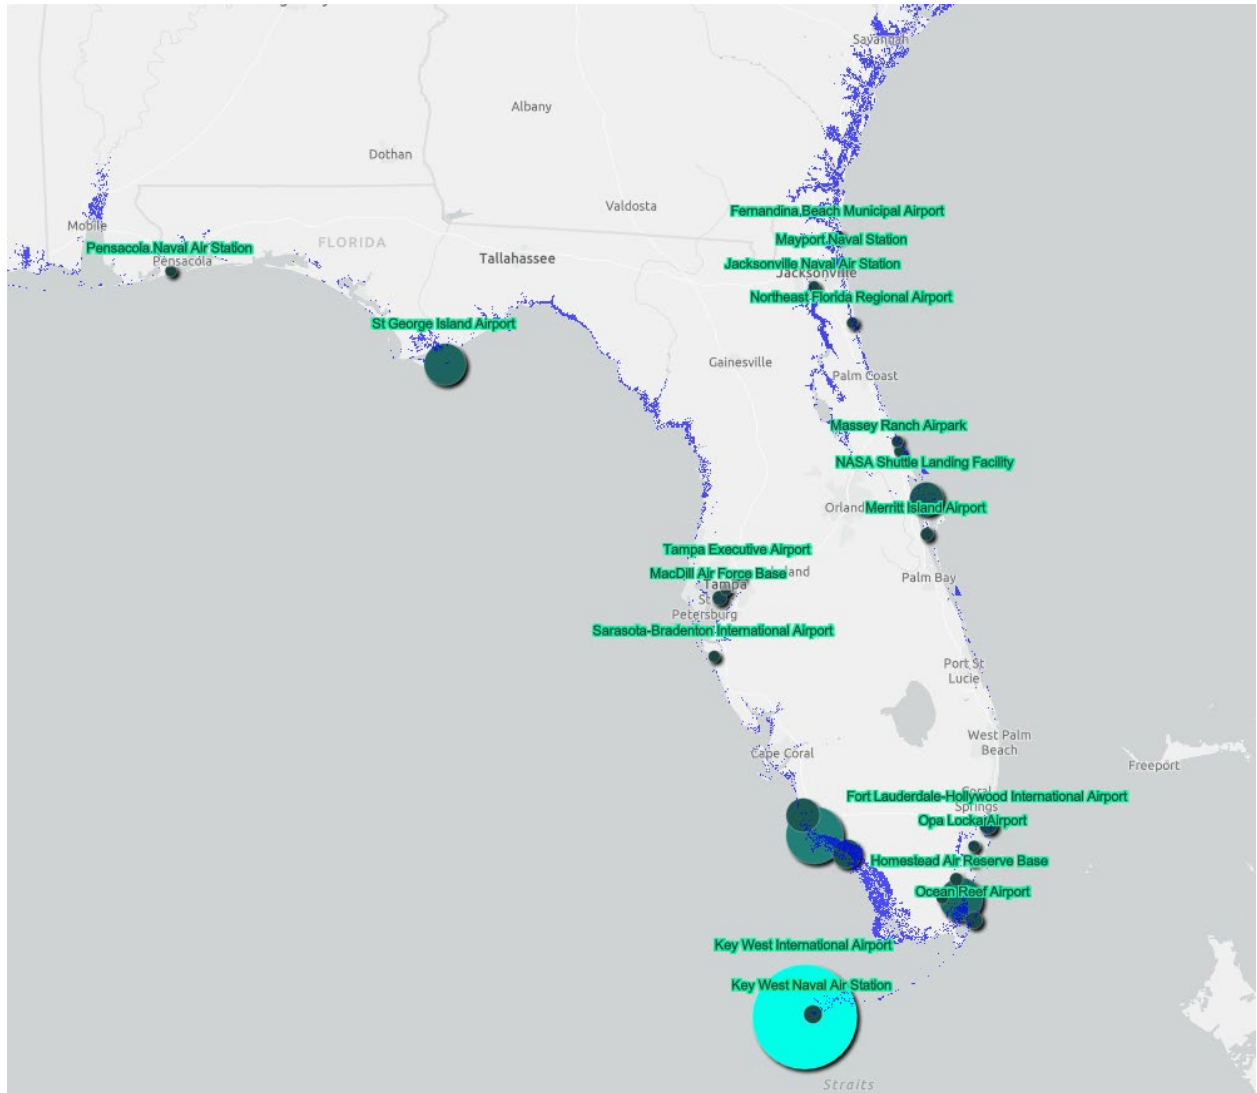 Savannah
Albany
Dothan
Valdosta
Fernandina Beach Municipal Airport
Mobile
Mayport Naval Station
FLORIDA
Pensacola Naval Air Station
Pensacola
Tallahassee
Jacksonville Naval Air Station
Jacksonville
Northeast Florida Regional Airport
St George Island Airport
Gainesville
Palm Coast
Massey Ranch Airpark
NASA Shuttle Landing Facility
Merritt Island Airport
Tampa Executive Airport
MacDill Air Force Base
Tampa
Palm Bay
St
Petersburg
Sarasota-Bradenton International Airport
Port St
Lucie
West Palm
Beach
Cape Coral
Freeport
Fort Lauderdale-Hollywood International Airport
Coral
Springs
Opa Locka Airport
Homestead Air Reserve Base
Ocean Reef Airport
Key West International Airport
Key West Naval Air Station
Straits